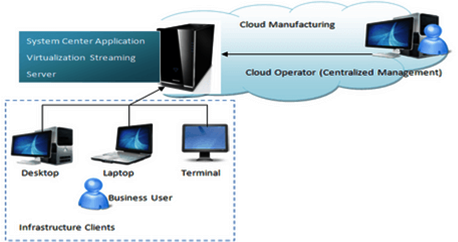 Cloud Manufacturing
System Center Application
Virtualization Streaming
Server
Cloud Operator (Centralized Management)
Desktop
Laptop
Terminal
Business User
Infrastructure Clients